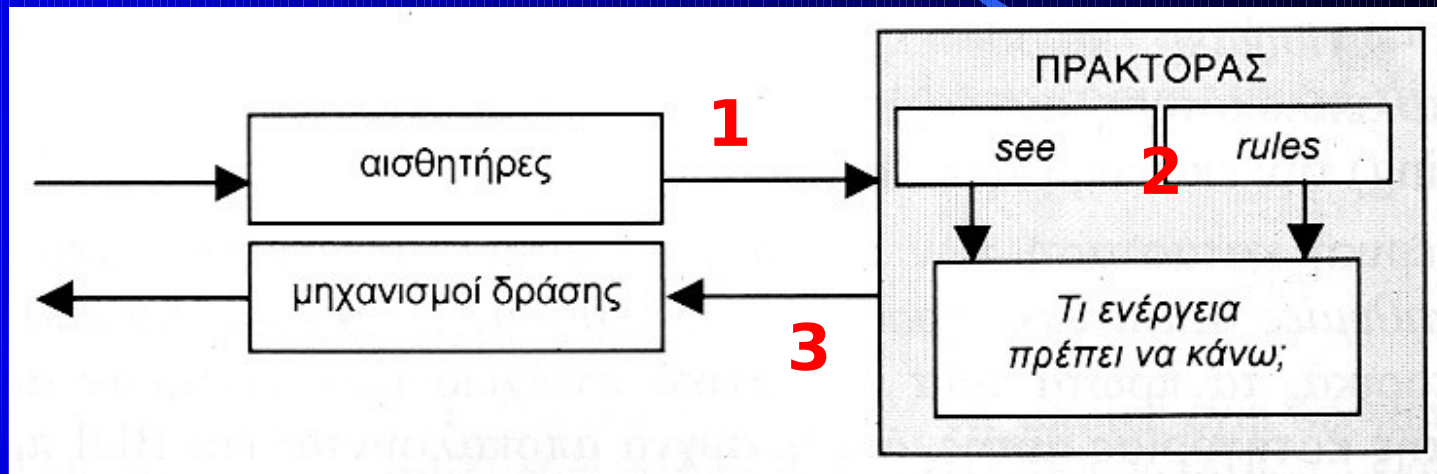 ΠΡΑΚΤΟΡΑΣ
1
αισθητήρες
see
2
rules
μηχανισμοί δράσης
3
Τι ενέργεια
πρέπει να κάνω;